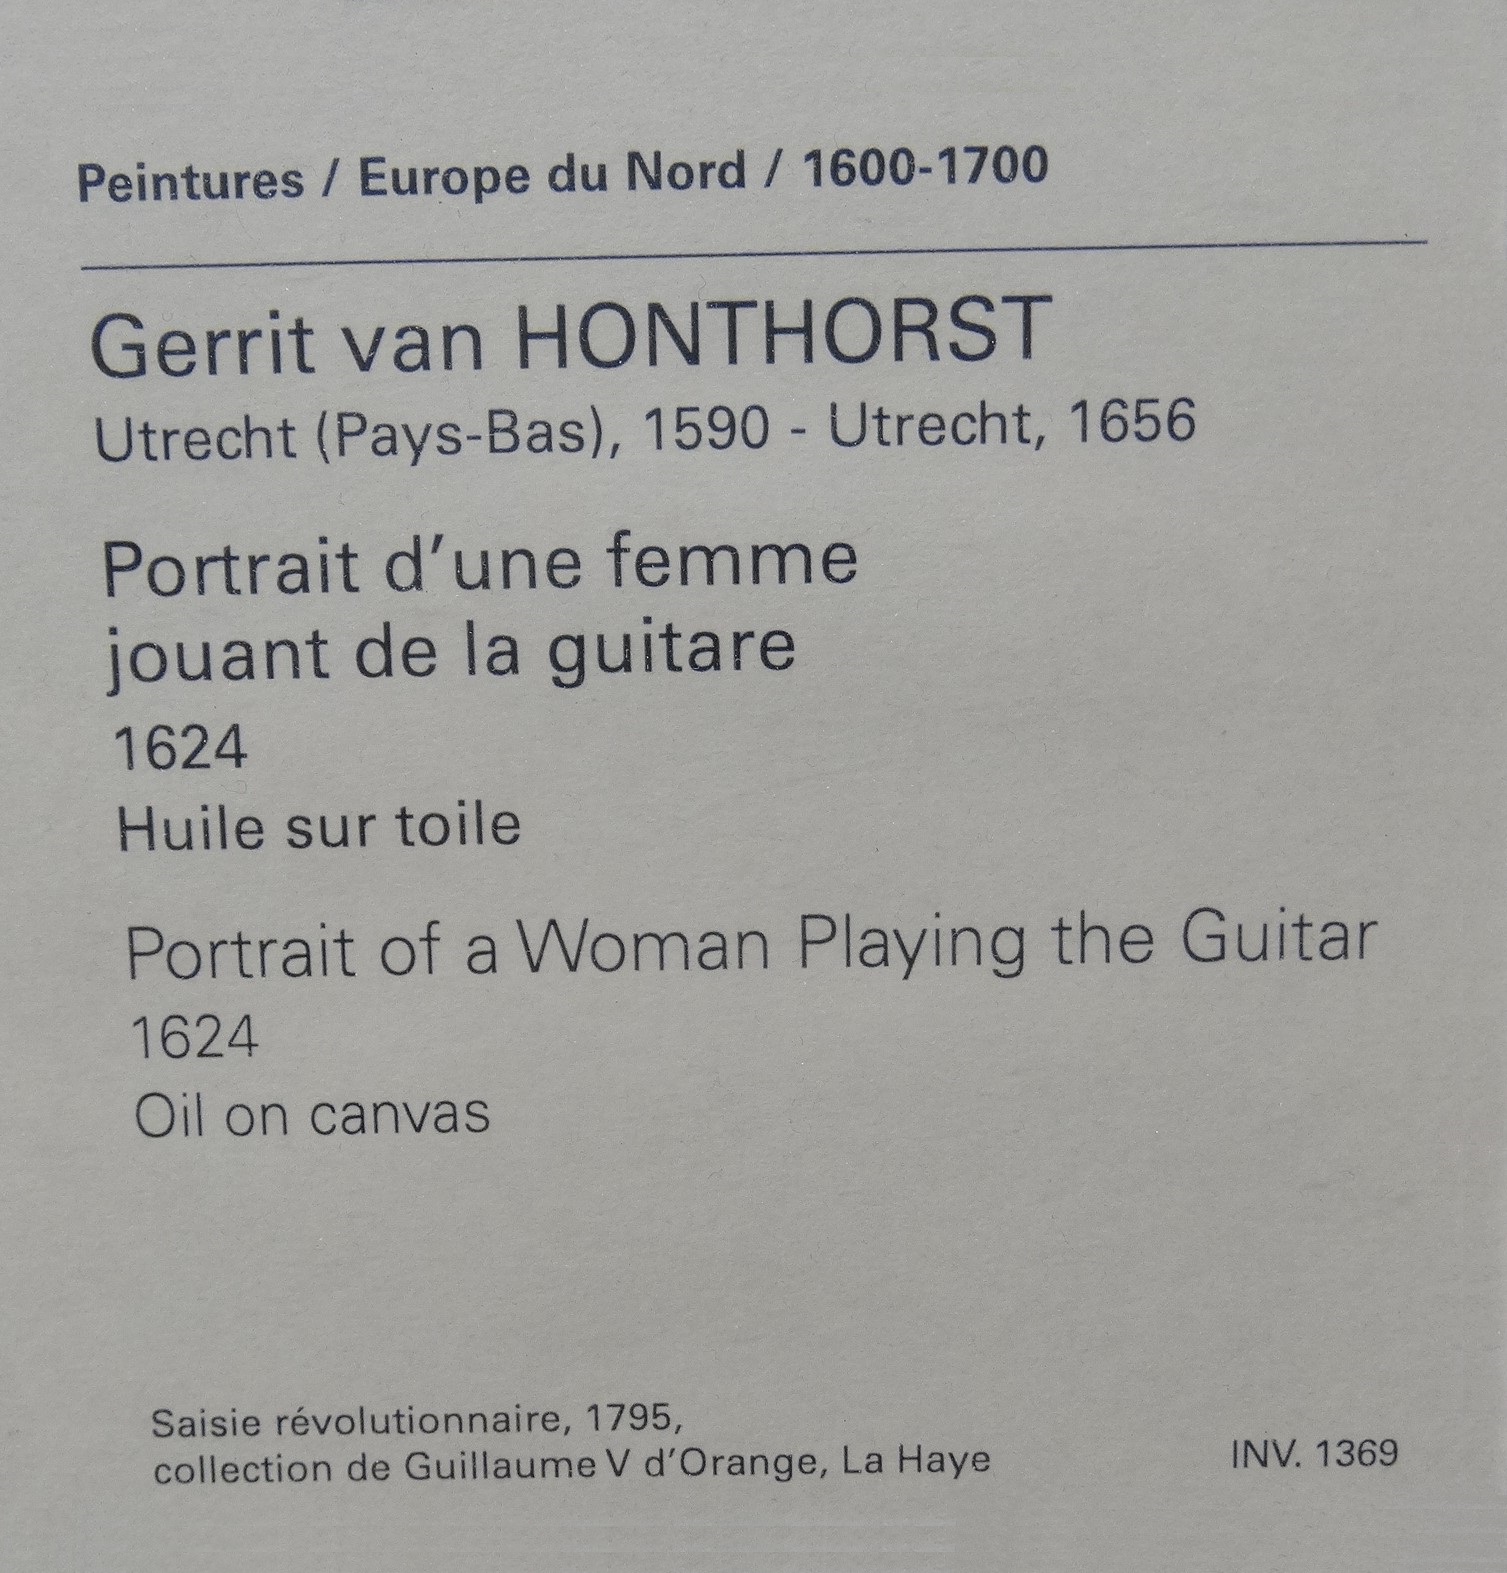 Peintures / Europe du Nord / 1600-1700
Gerrit van HONTHORST
Utrecht (Pays-Bas), 1590 - Utrecht, 1656
Portrait d’une femme
jouant de la guitare
1624
Huile sur toile
Portrait of a Woman Playing the Guitar
1624
Oil on canvas
Saisie révolutionnaire, 1795,
collection de Guillaume V d’Orange, La Haye
INV. 1369